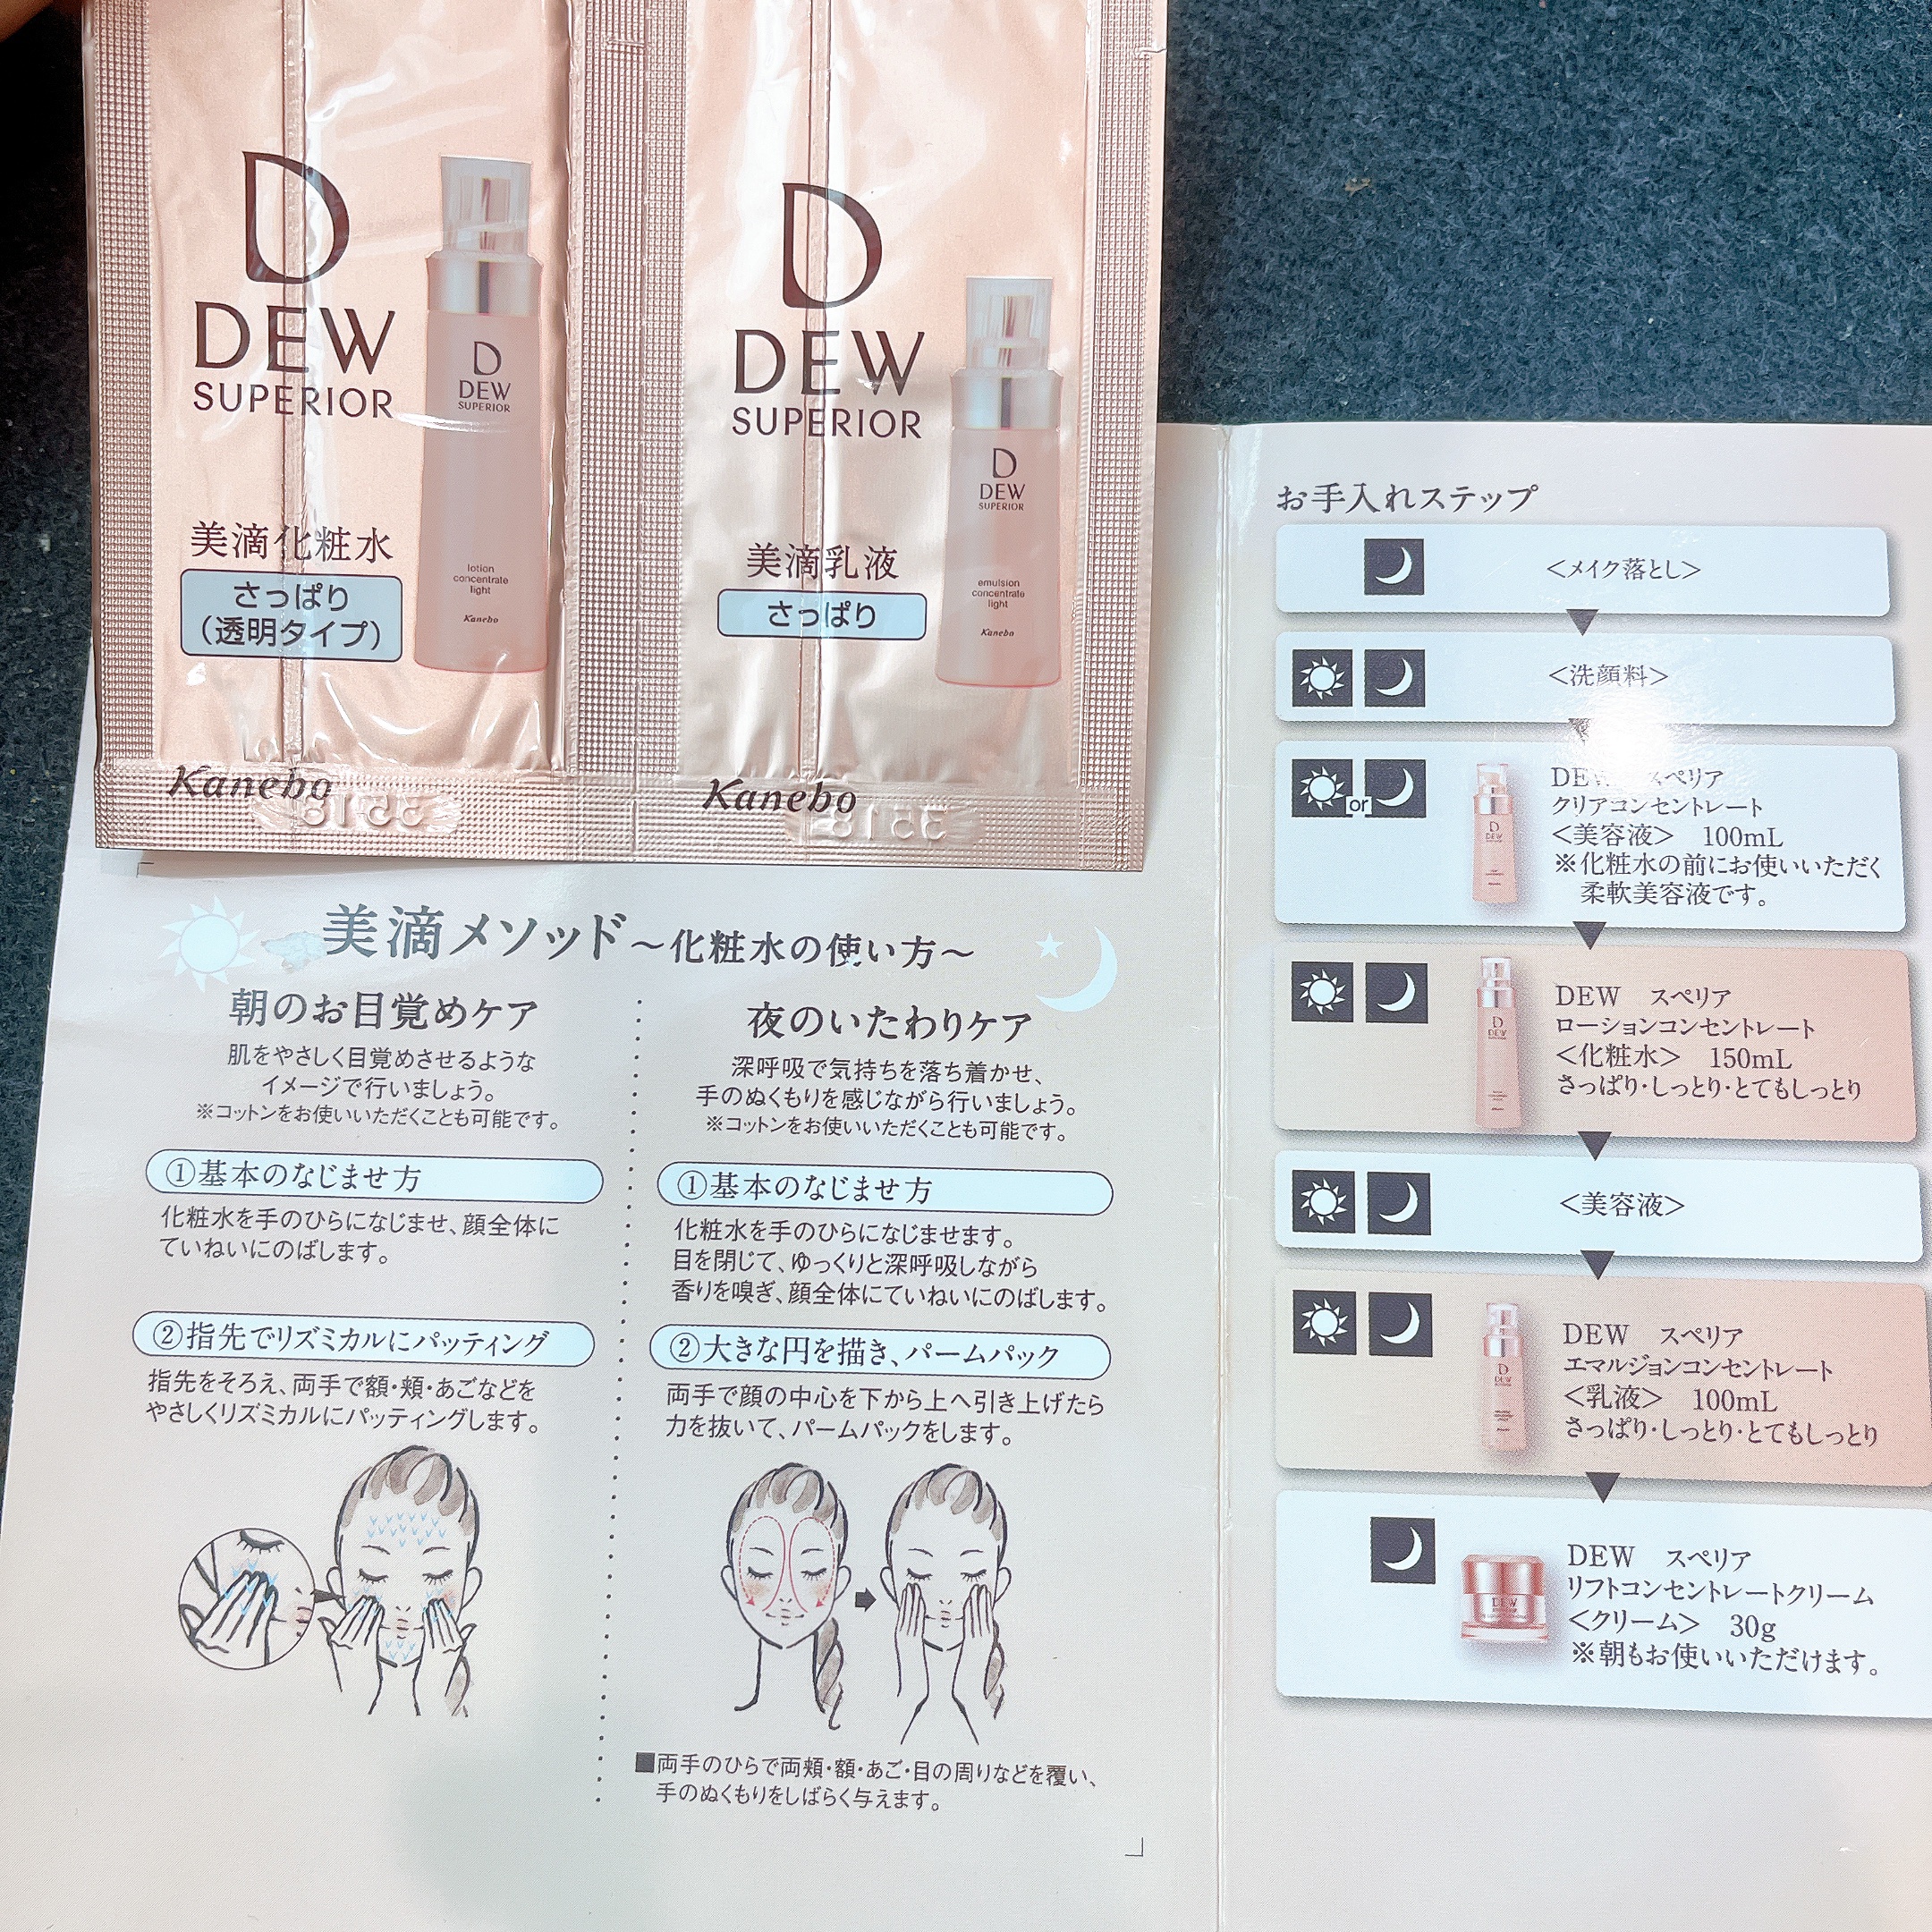 D
DEW
SUPERIOR
美滴化粧水
さっぱり
（透明タイプ）
Kanebo
D
DEW
SUPERIOR
lotion
concentrate
light
Kanebo
D
DEW
SUPERIOR
美滴乳液
さっぱり
Kanebo
D
DEW
SUPERIOR
emulsion
concentrate
light
Kanebo
美滴メソッド～化粧水の使い方～
朝のお目覚めケア
肌をやさしく目覚めさせるような
イメージで行いましょう。
※コットンをお使いいただくことも可能です。
①基本のなじませ方
化粧水を手のひらになじませ、顔全体に
ていねいにのばします。
②指先でリズミカルにパッティング
指先をそろえ、両手で額・頬・あごなどを
やさしくリズミカルにパッティングします。
夜のいたわりケア
深呼吸で気持ちを落ち着かせ、
手のぬくもりを感じながら行いましょう。
※コットンをお使いいただくことも可能です。
①基本のなじませ方
化粧水を手のひらになじませます。
目を閉じて、ゆっくりと深呼吸しながら
香りを嗅ぎ、顔全体にていねいにのばします。
②大きな円を描き、パームパック
両手で顔の中心を下から上へ引き上げたら
力を抜いて、パームパックをします。
■両手のひらで両頬・額・あご・目の周りなどを覆い、
手のぬくもりをしばらく与えます。
お手入れステップ
＜メイク落とし＞
＜洗顔料＞
or
DEW スペリア
クリアコンセントレート
＜美容液＞ 100mL
※化粧水の前にお使いいただく
柔軟美容液です。
D
DEW
DEW スペリア
ローションコンセントレート
＜化粧水＞ 150mL
さっぱり・しっとり・とてもしっとり
D
DEW
＜美容液＞
DEW スペリア
エマルジョンコンセントレート
＜乳液＞ 100mL
さっぱり・しっとり・とてもしっとり
D
DEW
DEW スペリア
リフトコンセントレートクリーム
＜クリーム＞ 30g
※朝もお使いいただけます。
DEW